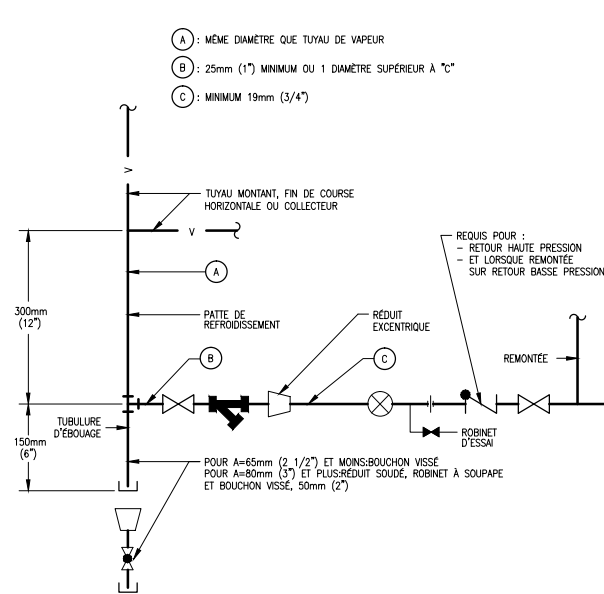 A : MÊME DIAMÈTRE QUE TUYAU DE VAPEUR
B : 25mm (1") MINIMUM OU 1 DIAMÈTRE SUPÉRIEUR À "C"
C : MINIMUM 19mm (3/4")
V
TUYAU MONTANT, FIN DE COURSE
HORIZONTALE OU COLLECTEUR
V
REQUIS POUR :
– RETOUR HAUTE PRESSION
– ET LORSQUE REMONTÉE
SUR RETOUR BASSE PRESSION
A
300mm
(12")
PATTE DE
REFROIDISSEMENT
RÉDUIT
EXCENTRIQUE
B
C
REMONTÉE
TUBULURE
D'ÉBOUAGE
150mm
(6")
ROBINET
D'ESSAI
POUR A=65mm (2 1/2") ET MOINS:BOUCHON VISSÉ
POUR A=80mm (3") ET PLUS:RÉDUIT SOUDÉ, ROBINET À SOUPAPE
ET BOUCHON VISSÉ, 50mm (2")